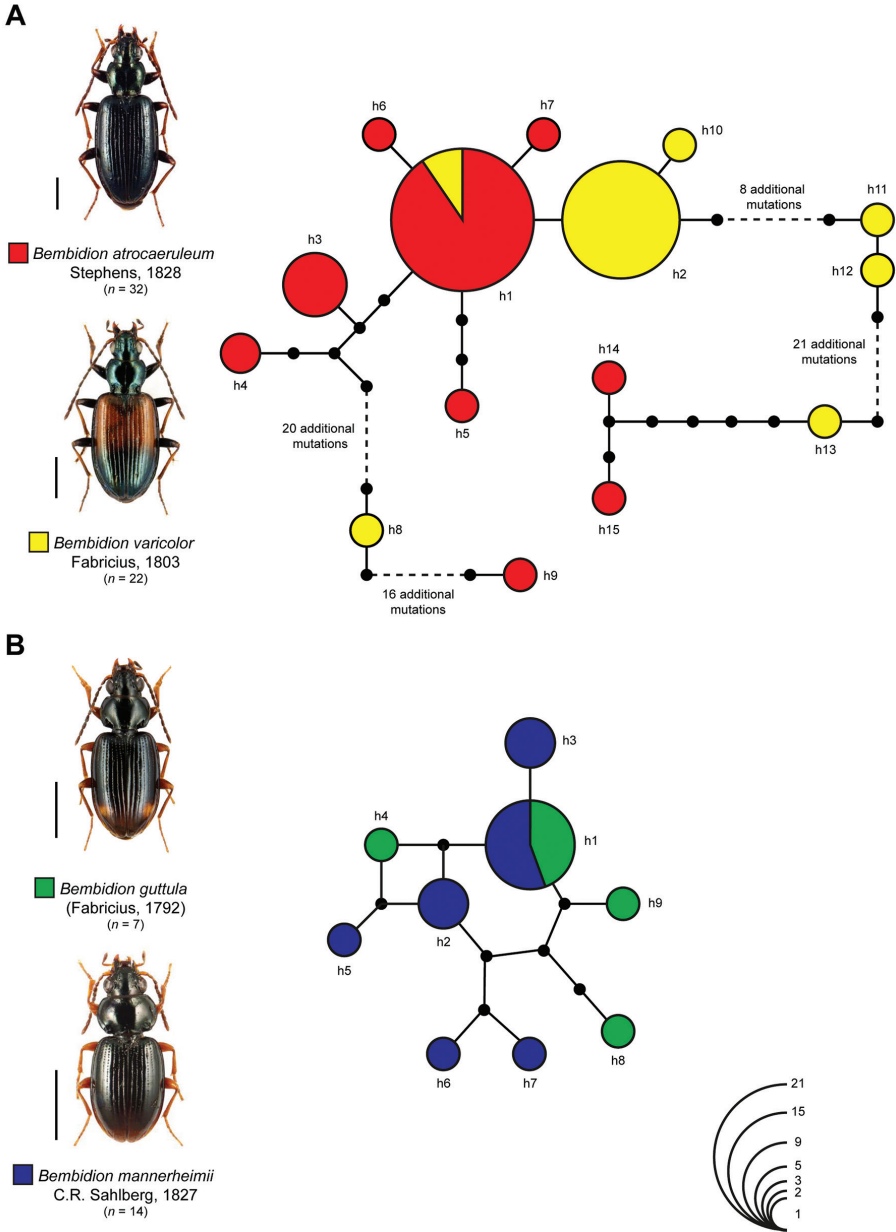 A
Bembidion atrocaeruleum
Stephens, 1828
(n = 32)
Bembidion varicolor
Fabricius, 1803
(n = 22)
h6
h7
h10
h3
h1
h2
8 additional
mutations
h11
h12
h4
h5
21 additional
mutations
h14
h13
h15
20 additional
mutations
h8
h9
16 additional
mutations
B
Bembidion guttula
(Fabricius, 1792)
(n = 7)
Bembidion mannerheimii
C.R. Sahlberg, 1827
(n = 14)
h3
h4
h1
h2
h9
h5
h8
h6
h7
21
15
9
5
3
2
1